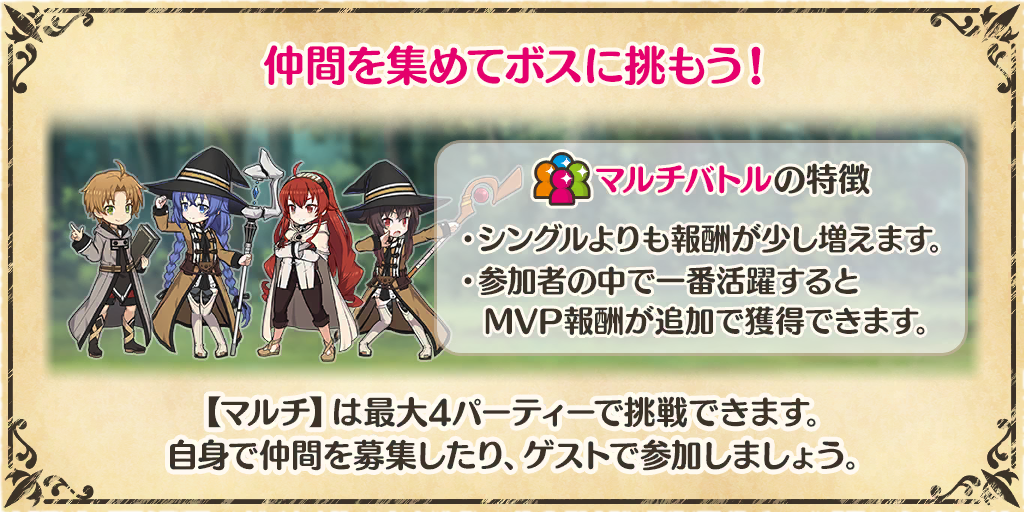 仲間を集めてボスに挑もう!
マルチバトルの特徴
・シングルよりも報酬が少し増えます。
・参加者の中で一番活躍すると
MVP報酬が追加で獲得できます。
【マルチ】は最大4パーティーで挑戦できます。
自身で仲間を募集したり、ゲストで参加しましょう。